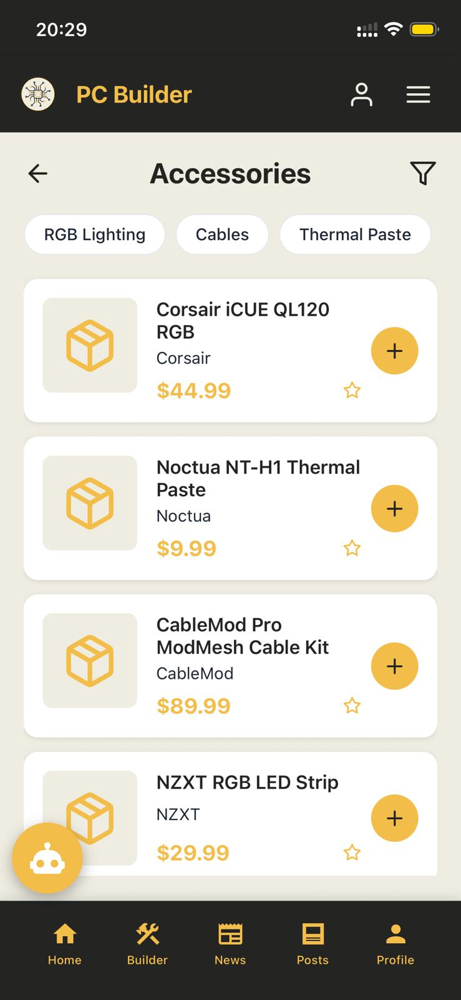 20:29
PC Builder
Accessories
RGB Lighting
Cables
Thermal Paste
Corsair iCUE QL120
RGB
Corsair
$44.99
Noctua NT-H1 Thermal
Paste
Noctua
$9.99
CableMod Pro
ModMesh Cable Kit
CableMod
$89.99
NZXT RGB LED Strip
NZXT
$29.99
Home
Builder
News
Posts
Profile